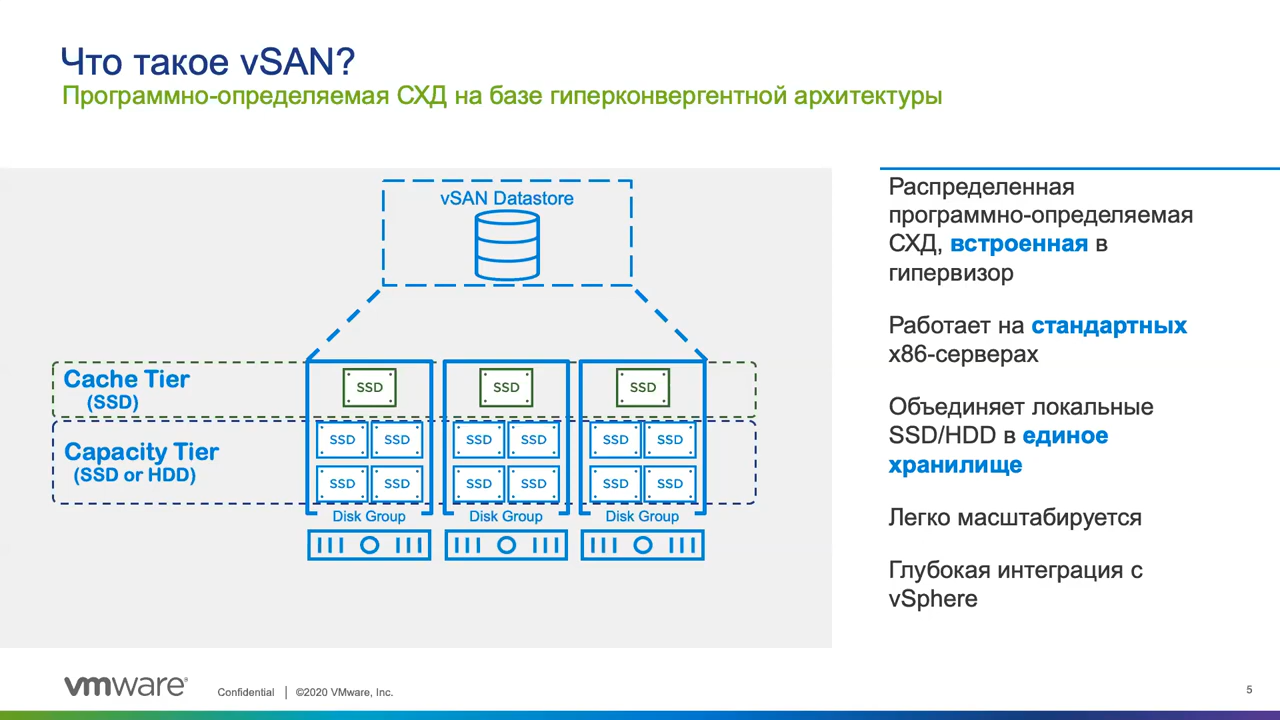 Что такое vSAN?
Программно-определяемая СХД на базе гиперконвергентной архитектуры
vSAN Datastore
Cache Tier
(SSD)
SSD SSD SSD
Capacity Tier
(SSD or HDD)
SSD SSD SSD SSD SSD SSD
SSD SSD SSD SSD SSD SSD
Disk Group Disk Group Disk Group
Распределенная
программно-определяемая
СХД, встроенная в
гипервизор
Работает на стандартных
x86-серверах
Объединяет локальные
SSD/HDD в единое
хранилище
Легко масштабируется
Глубокая интеграция с
vSphere
vmware®
Confidential | ©2020 VMware, Inc.
5